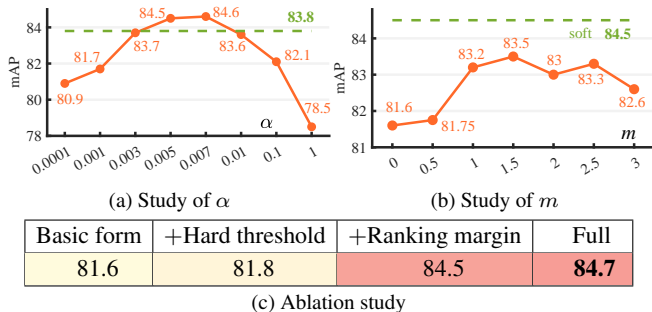 84.5 84.6 83.8
84 81.7 83.7 83.6 82.1
mAP 82
80.9 78.5
80
78 α
0.0001 0.001 0.003 0.005 0.007 0.01 0.1 1
(a) Study of α
soft 84.5
84 83.2 83.5 83 83.3
mAP 83 82.6
82 81.6 81.75
81 m
0 0.5 1 1.5 2 2.5 3
(b) Study of m
Basic form +Hard threshold +Ranking margin Full
81.6 81.8 84.5 84.7
(c) Ablation study